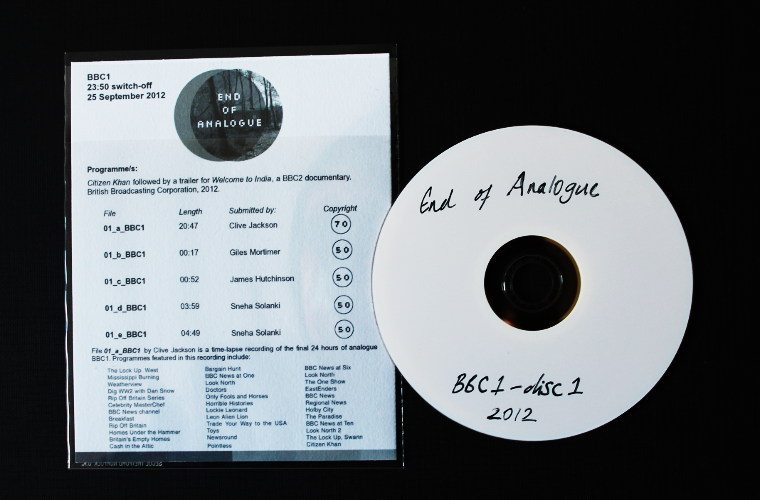 BBC1
23:50 switch-off
25 September 2012
END
OF
ANALOGUE
Programme/s:
Citizen Khan followed by a trailer for Welcome to India, a BBC2 documentary.
British Broadcasting Corporation, 2012.
File Length Submitted by: Copyright
01_a_BBC1 20:47 Clive Jackson 70
01_b_BBC1 00:17 Giles Mortimer 50
01_c_BBC1 00:52 James Hutchinson 50
01_d_BBC1 03:59 Sneha Solanki 50
01_e_BBC1 04:49 Sneha Solanki 50
File 01_a_BBC1 by Clive Jackson is a time-lapse recording of the final 24 hours of analogue
BBC1. Programmes featured in this recording include:
The Lock Up, West
Mississippi Burning
Weatherview
Dig WW2 with Dan Snow
Rip Off Britain Series
Celebrity MasterChef
BBC News channel
Breakfast
Rip Off Britain
Homes Under the Hammer
Britain's Empty Homes
Cash in the Attic
Bargain Hunt
BBC News at One
Look North
Doctors
Only Fools and Horses
Horrible Histories
Lockie Leonard
Leon Alien Lion
Trade Your Way to the USA
Toys
Newsround
Pointless
BBC News at Six
Look North
The One Show
EastEnders
BBC News
Regional News
Holby City
The Paradise
BBC News at Ten
Look North 2
The Lock Up, Swann
Citizen Khan
End of Analogue
BBC1 - disc 1
2012